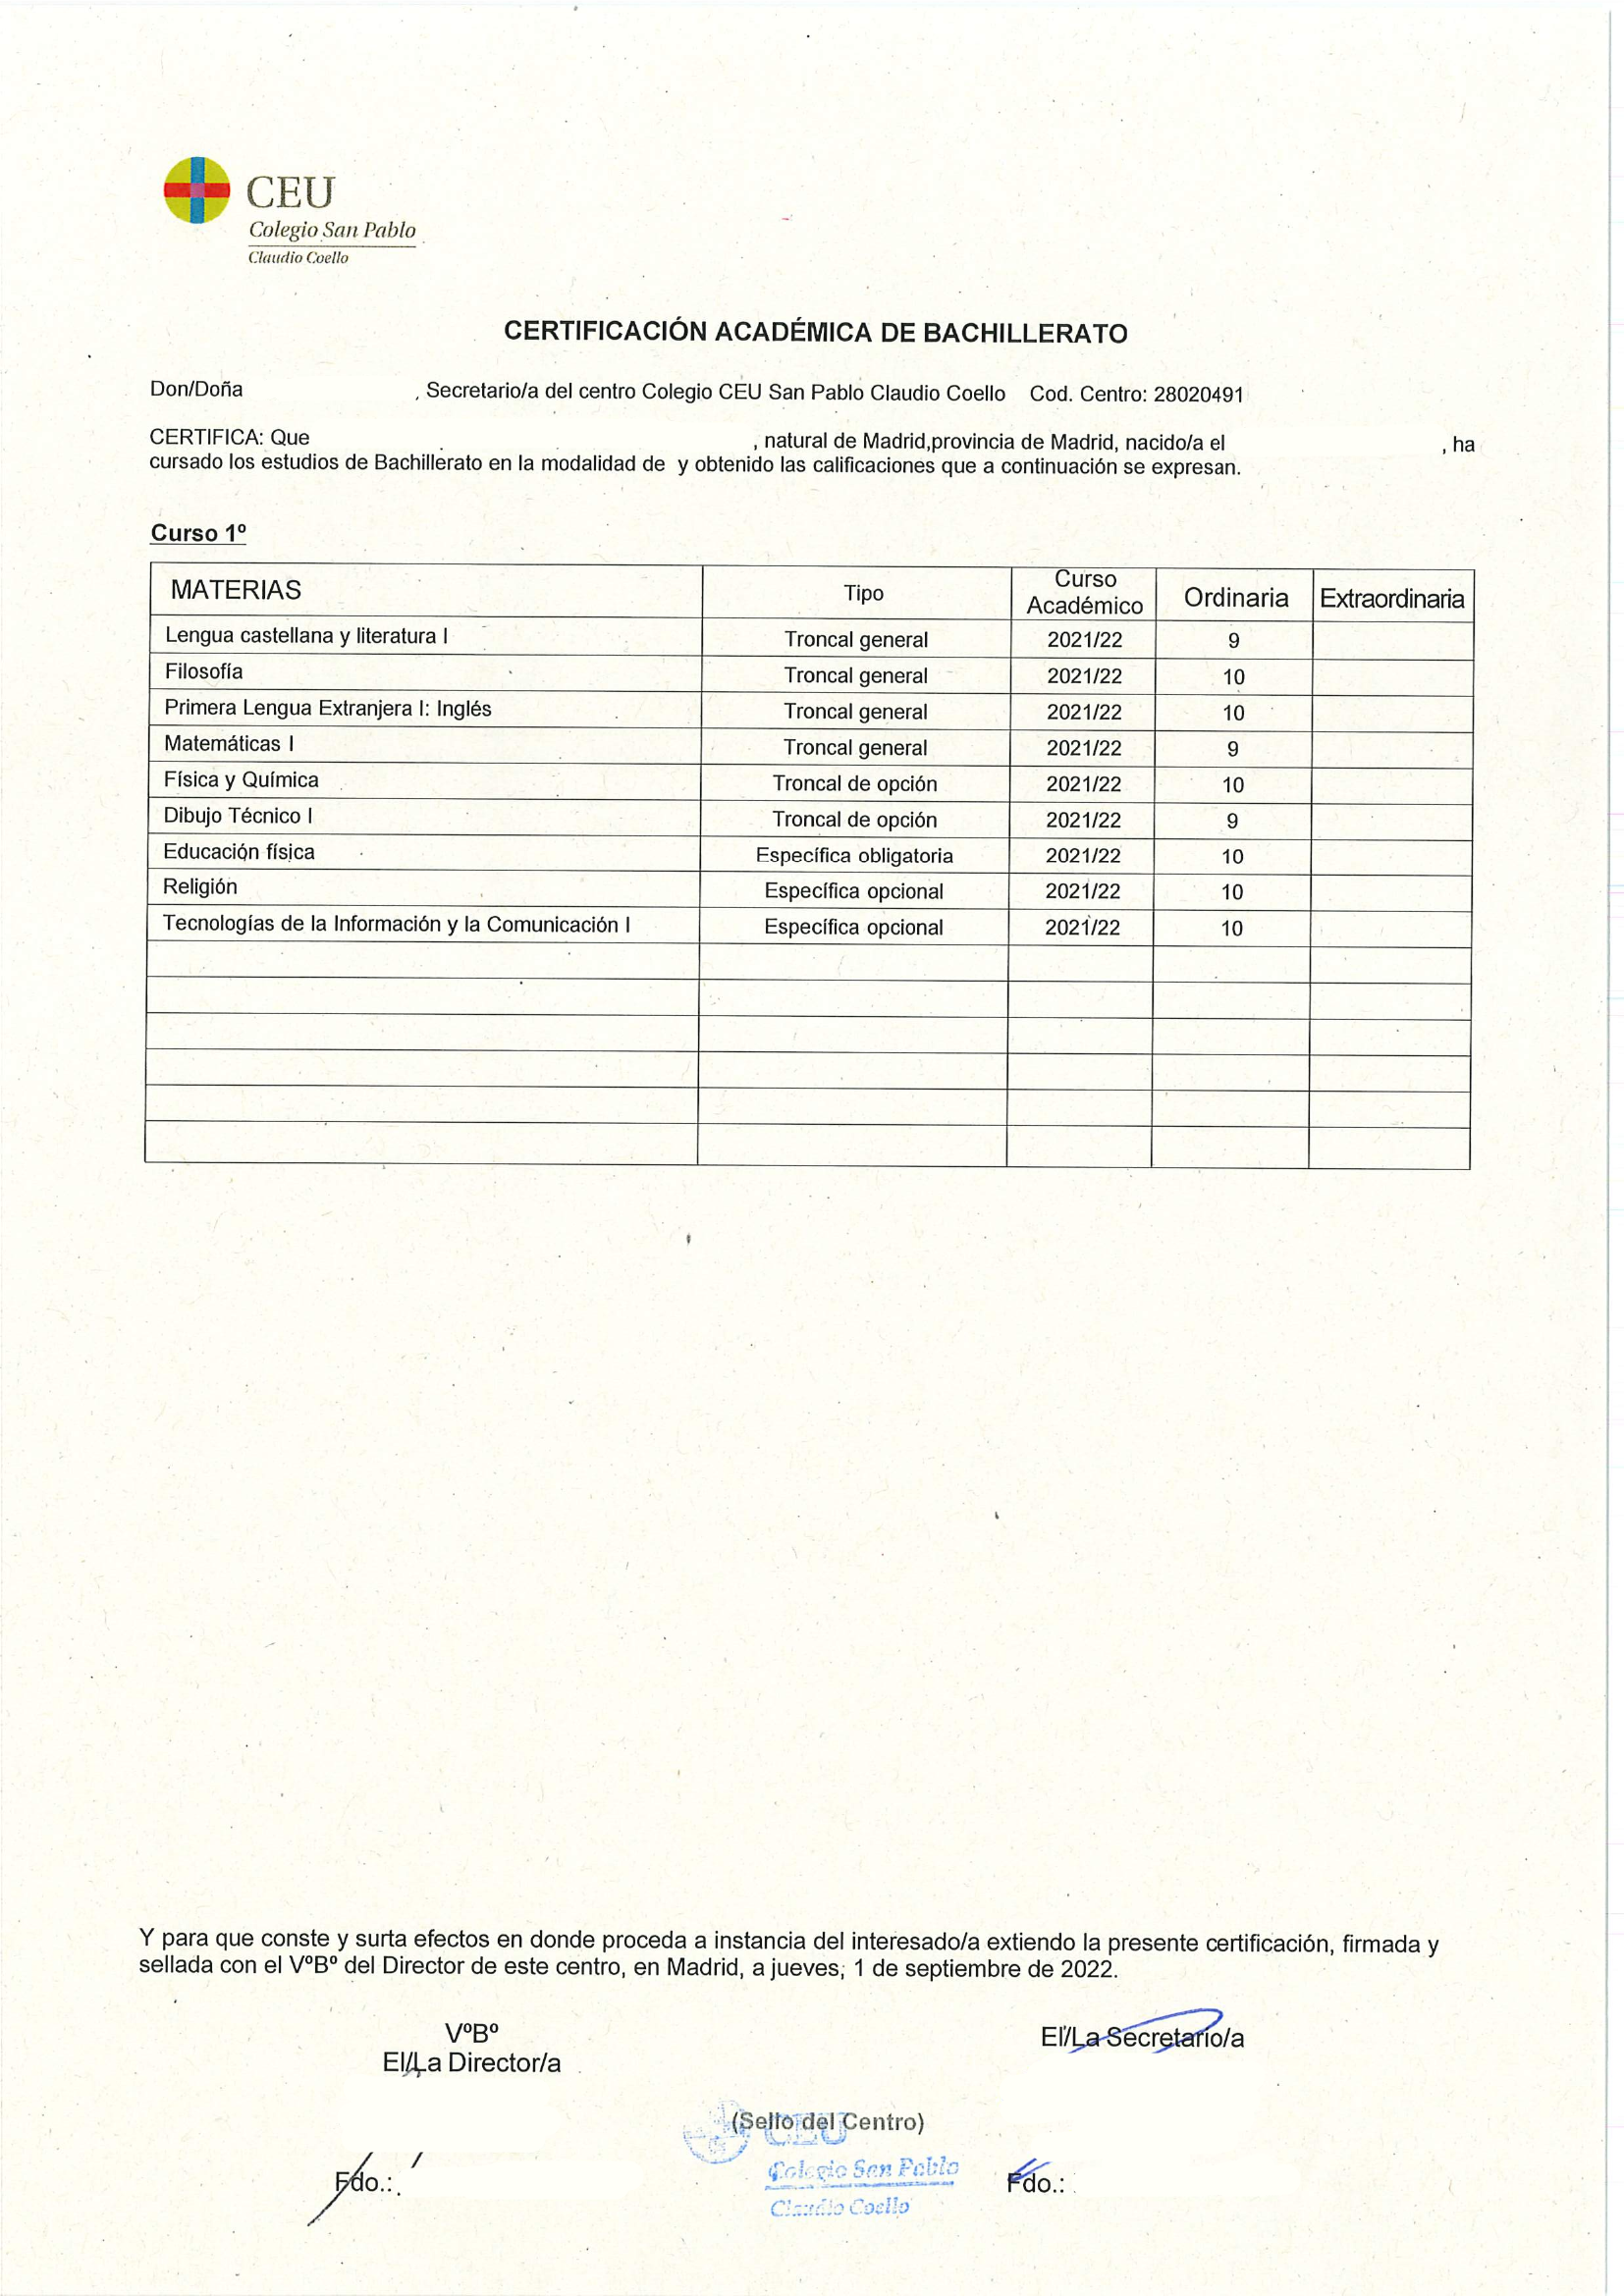 CEU
Colegio San Pablo
Claudio Coello
CERTIFICACIÓN ACADÉMICA DE BACHILLERATO
Don/Doña , Secretario/a del centro Colegio CEU San Pablo Claudio Coello Cod. Centro: 28020491
CERTIFICA: Que , natural de Madrid,provincia de Madrid, nacido/a el , ha
cursado los estudios de Bachillerato en la modalidad de y obtenido las calificaciones que a continuación se expresan.
Curso 1º
MATERIAS Tipo Curso Académico Ordinaria Extraordinaria
Lengua castellana y literatura I Troncal general 2021/22 9
Filosofía Troncal general 2021/22 10
Primera Lengua Extranjera I: Inglés Troncal general 2021/22 10
Matemáticas I Troncal general 2021/22 9
Física y Química Troncal de opción 2021/22 10
Dibujo Técnico I Troncal de opción 2021/22 9
Educación física Específica obligatoria 2021/22 10
Religión Específica opcional 2021/22 10
Tecnologías de la Información y la Comunicación I Específica opcional 2021/22 10
Y para que conste y surta efectos en donde proceda a instancia del interesado/a extiendo la presente certificación, firmada y
sellada con el VºBº del Director de este centro, en Madrid, a jueves, 1 de septiembre de 2022.
VºBº
El/La Director/a
El/La Secretario/a
(Sello del Centro)
CEU
Colegio San Pablo
Claudio Coello
Fdo.:
Fdo.: